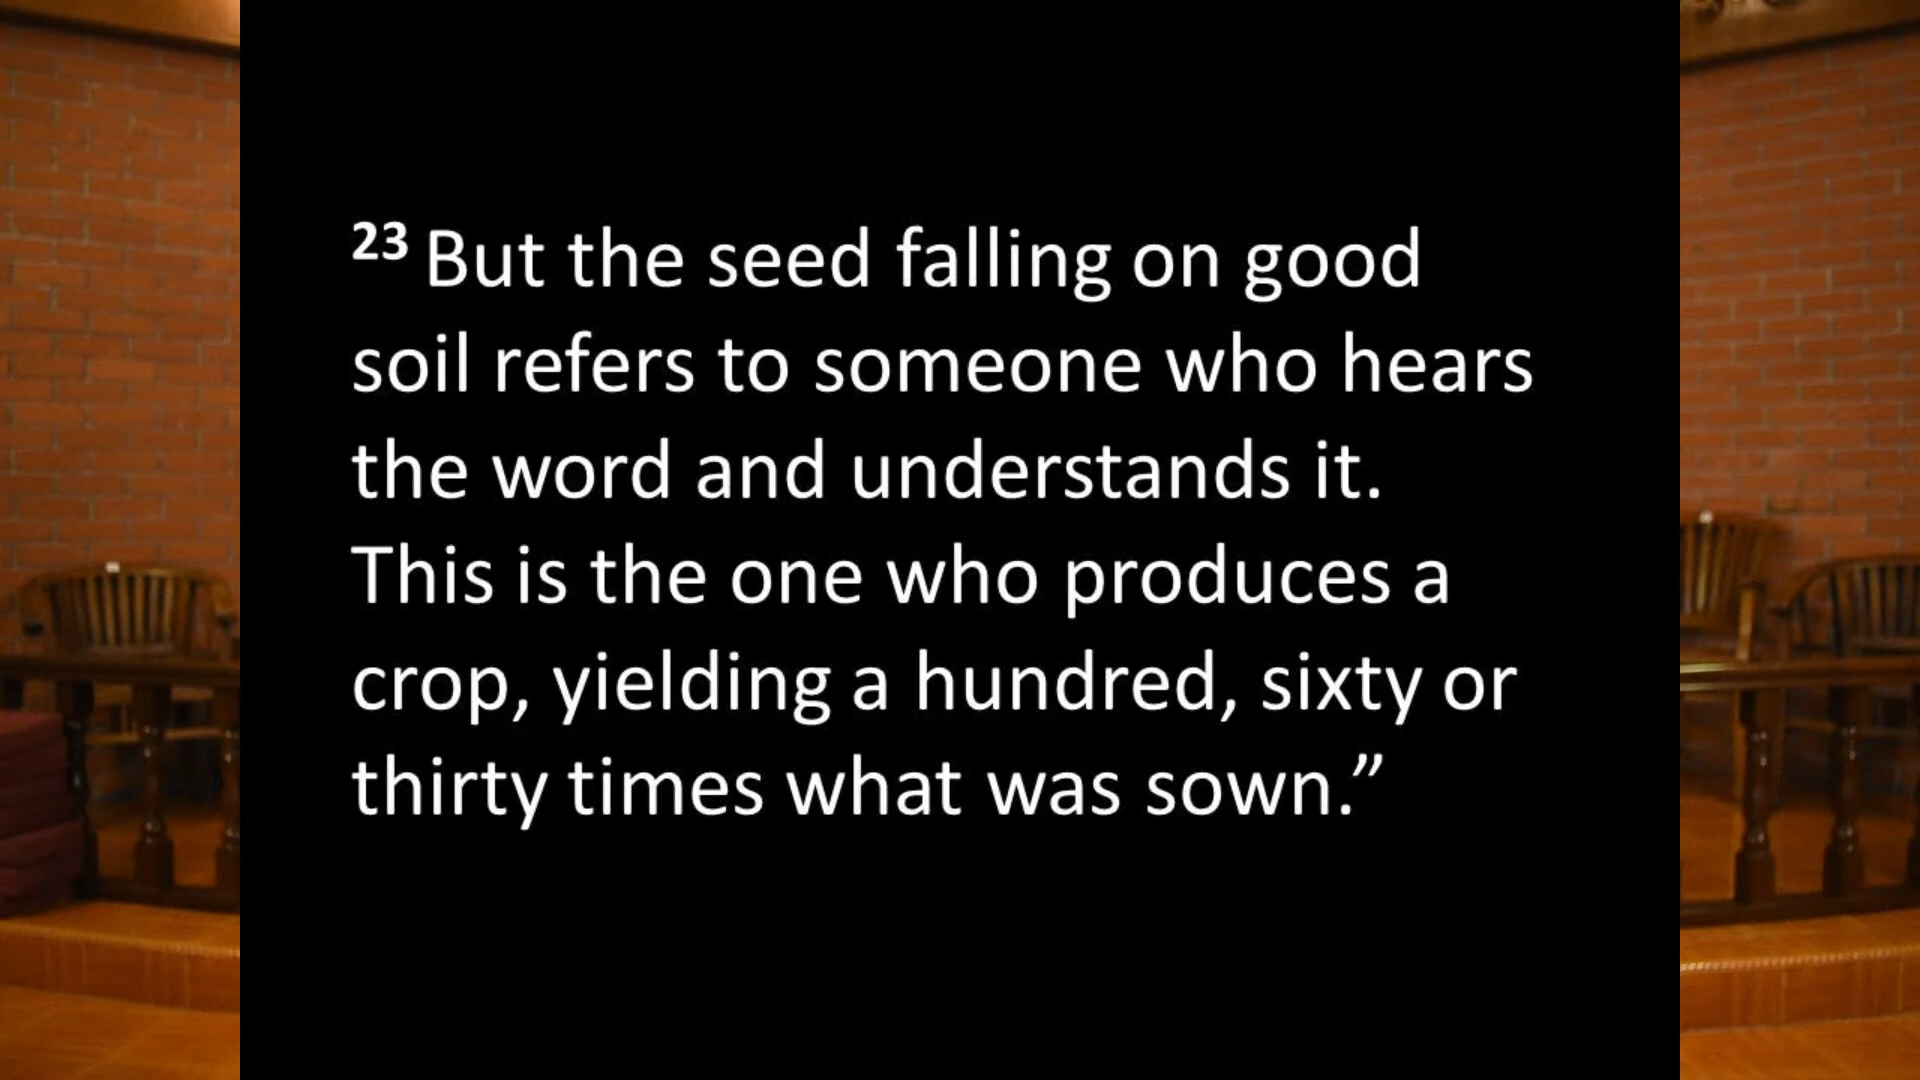 23 But the seed falling on good
soil refers to someone who hears
the word and understands it.
This is the one who produces a
crop, yielding a hundred, sixty or
thirty times what was sown.”